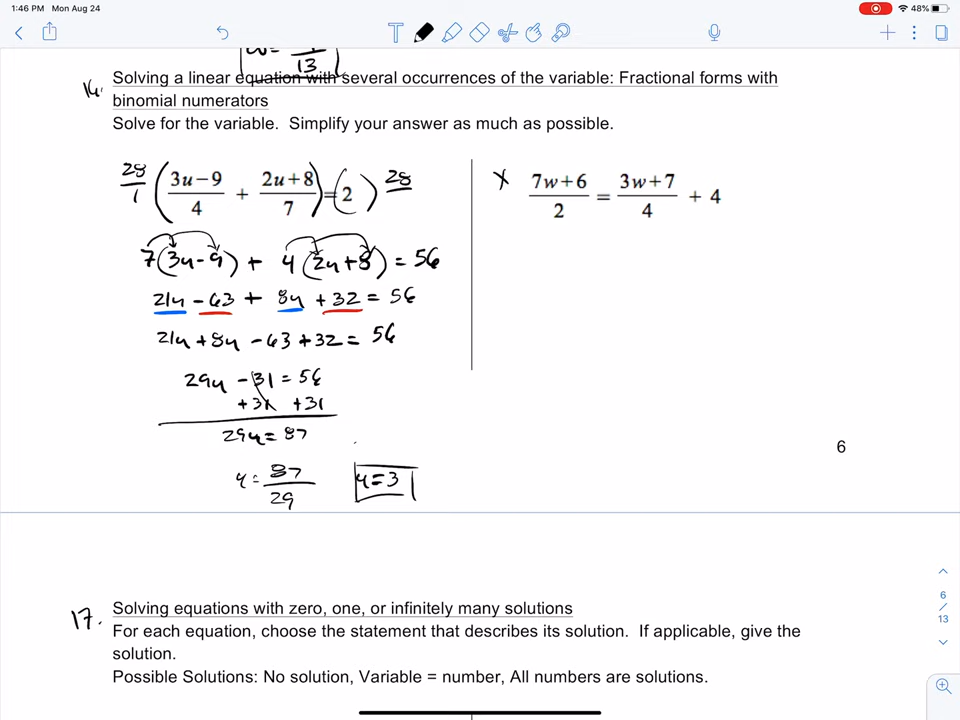 1:46 PM Mon Aug 24
48%
13
16. Solving a linear equation with several occurrences of the variable: Fractional forms with
binomial numerators
Solve for the variable. Simplify your answer as much as possible.
28/1 (3u-9/4 + 2u+8/7) = (2) 28
7(3u-9) + 4(2u+8) = 56
21u - 63 + 8u + 32 = 56
21u + 8u - 63 + 32 = 56
29u - 31 = 56
+31 +31
29u = 87
u = 87/29 u = 3
X 7w+6/2 = 3w+7/4 + 4
6
17. Solving equations with zero, one, or infinitely many solutions
For each equation, choose the statement that describes its solution. If applicable, give the
solution.
Possible Solutions: No solution, Variable = number, All numbers are solutions.
6
/
13